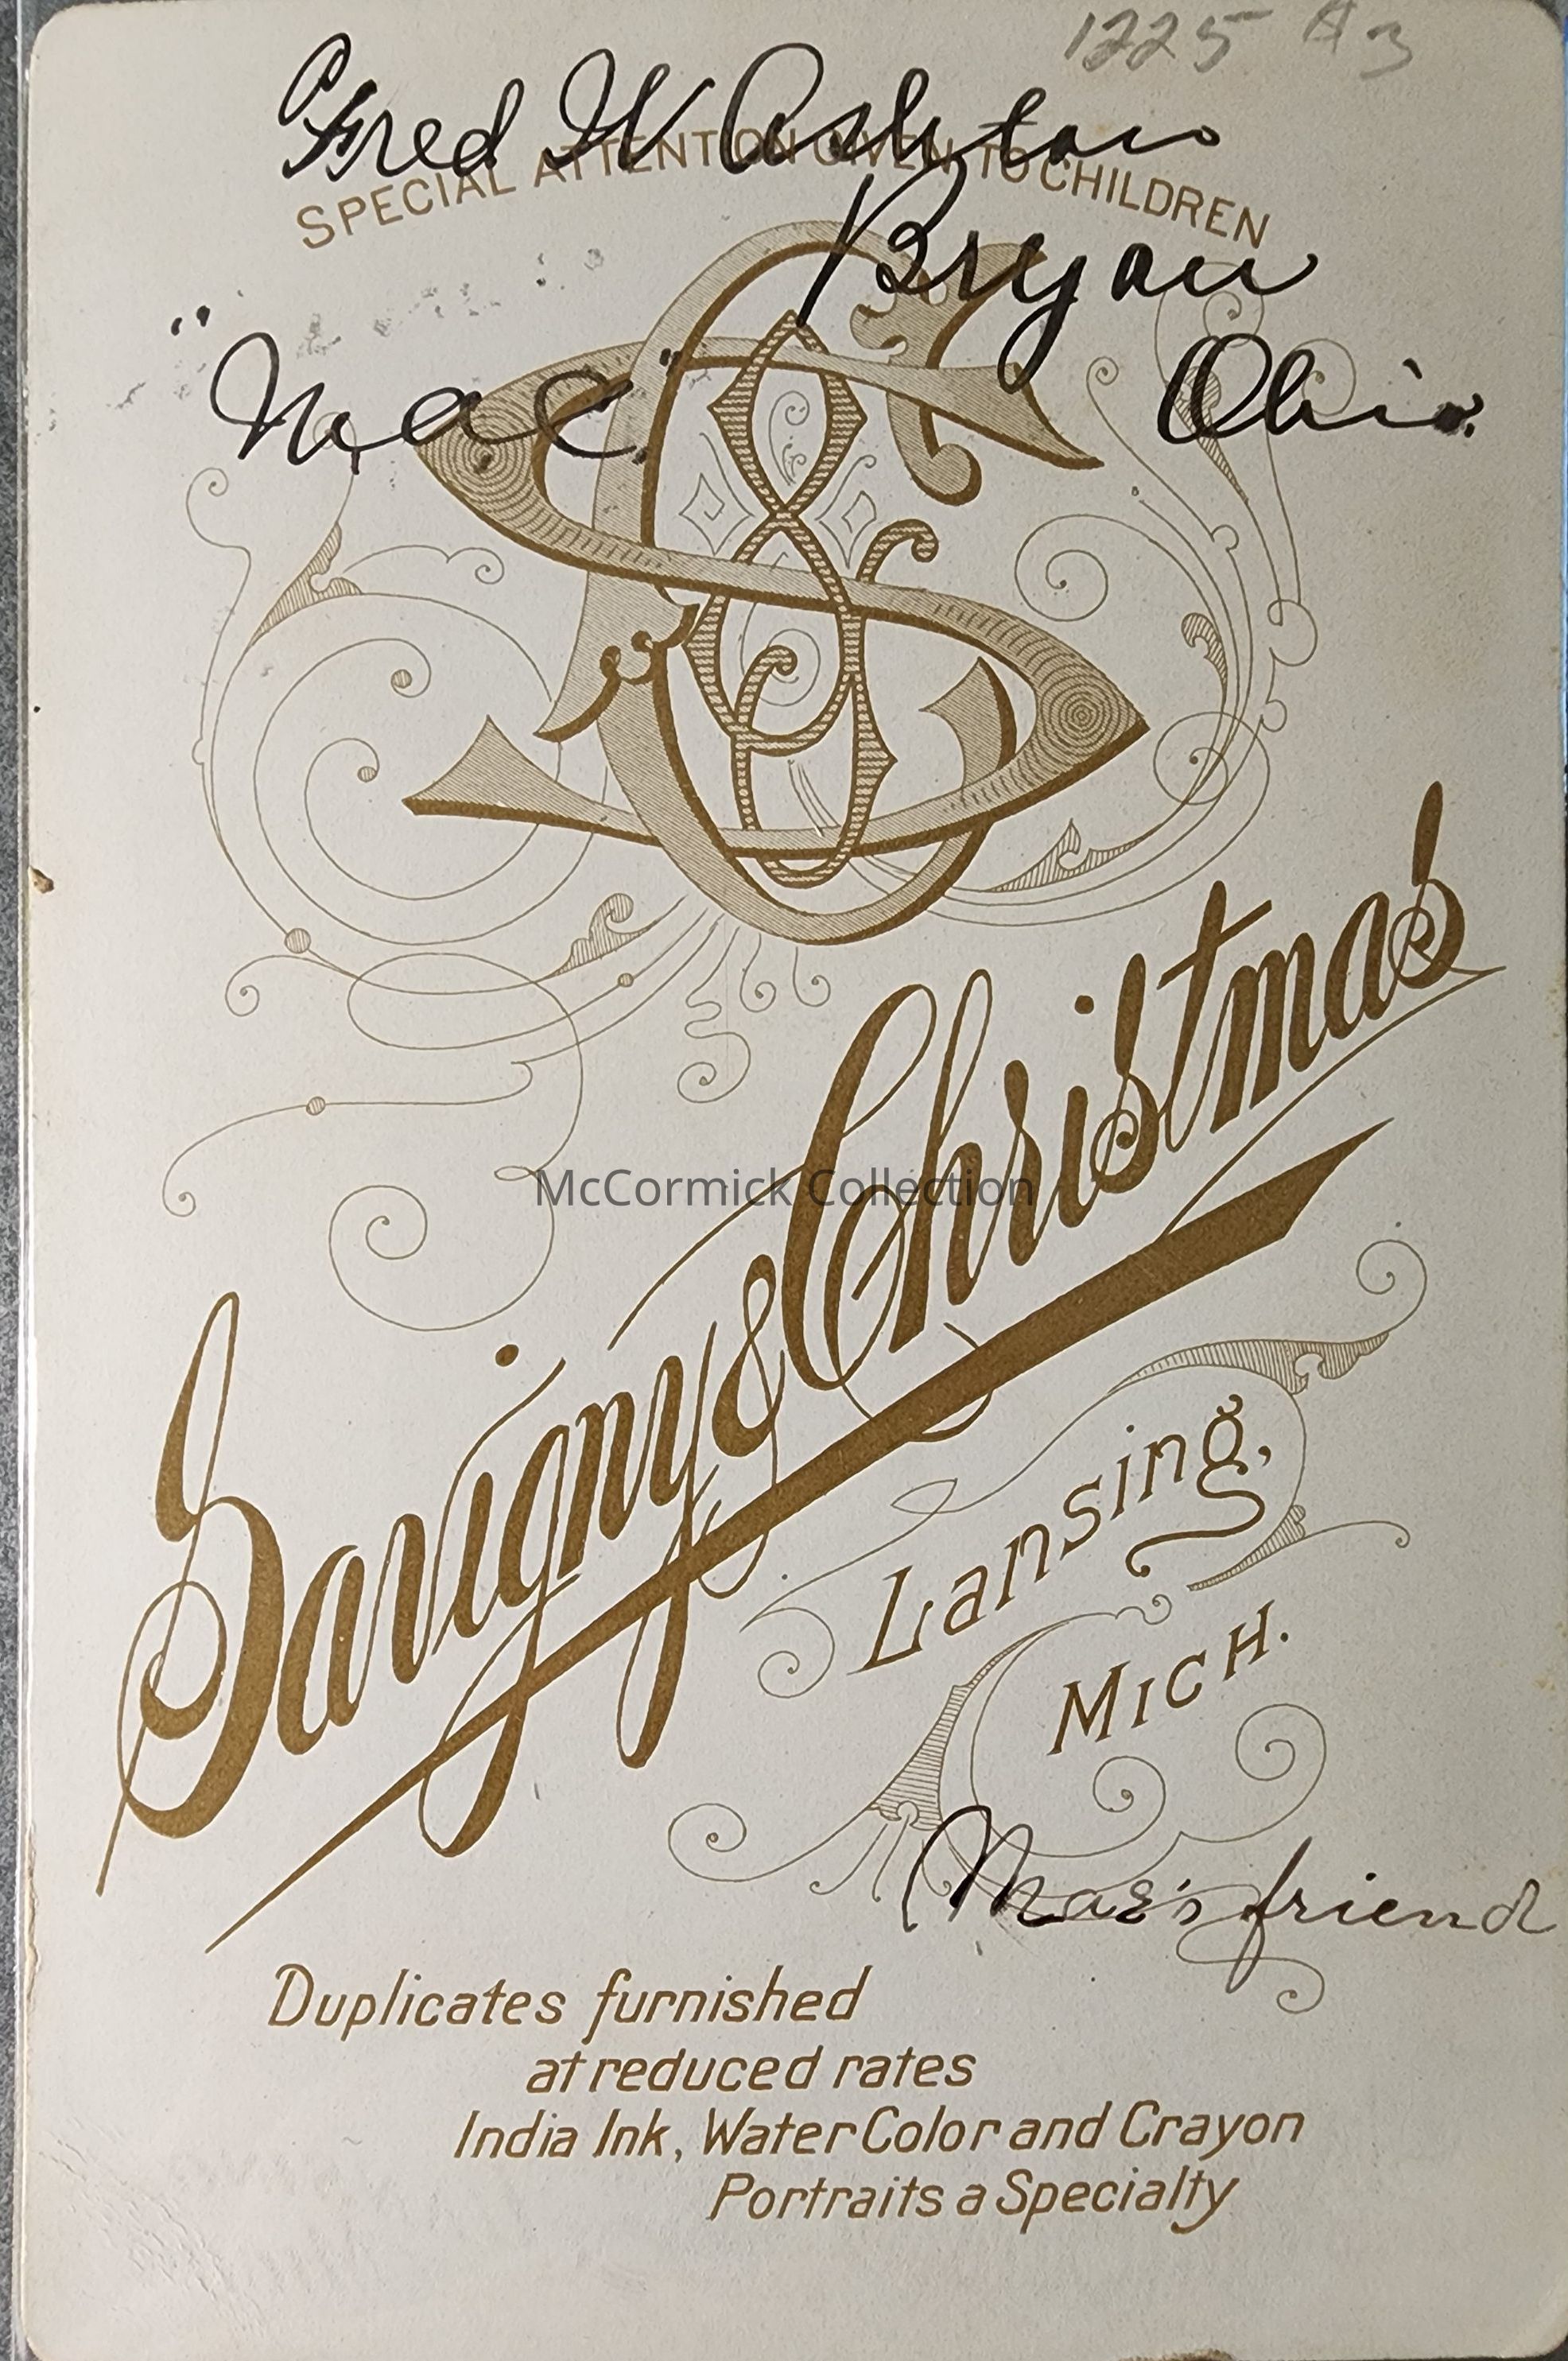 1225 A3
Fred W Ashton
SPECIAL ATTENTION GIVEN TO CHILDREN
Bryan
"Mac"
Ohio.
Savigny & Christmas
McCormick Collection
Lansing,
MICH.
Mae's friend
Duplicates furnished
at reduced rates
India Ink, Water Color and Crayon
Portraits a Specialty